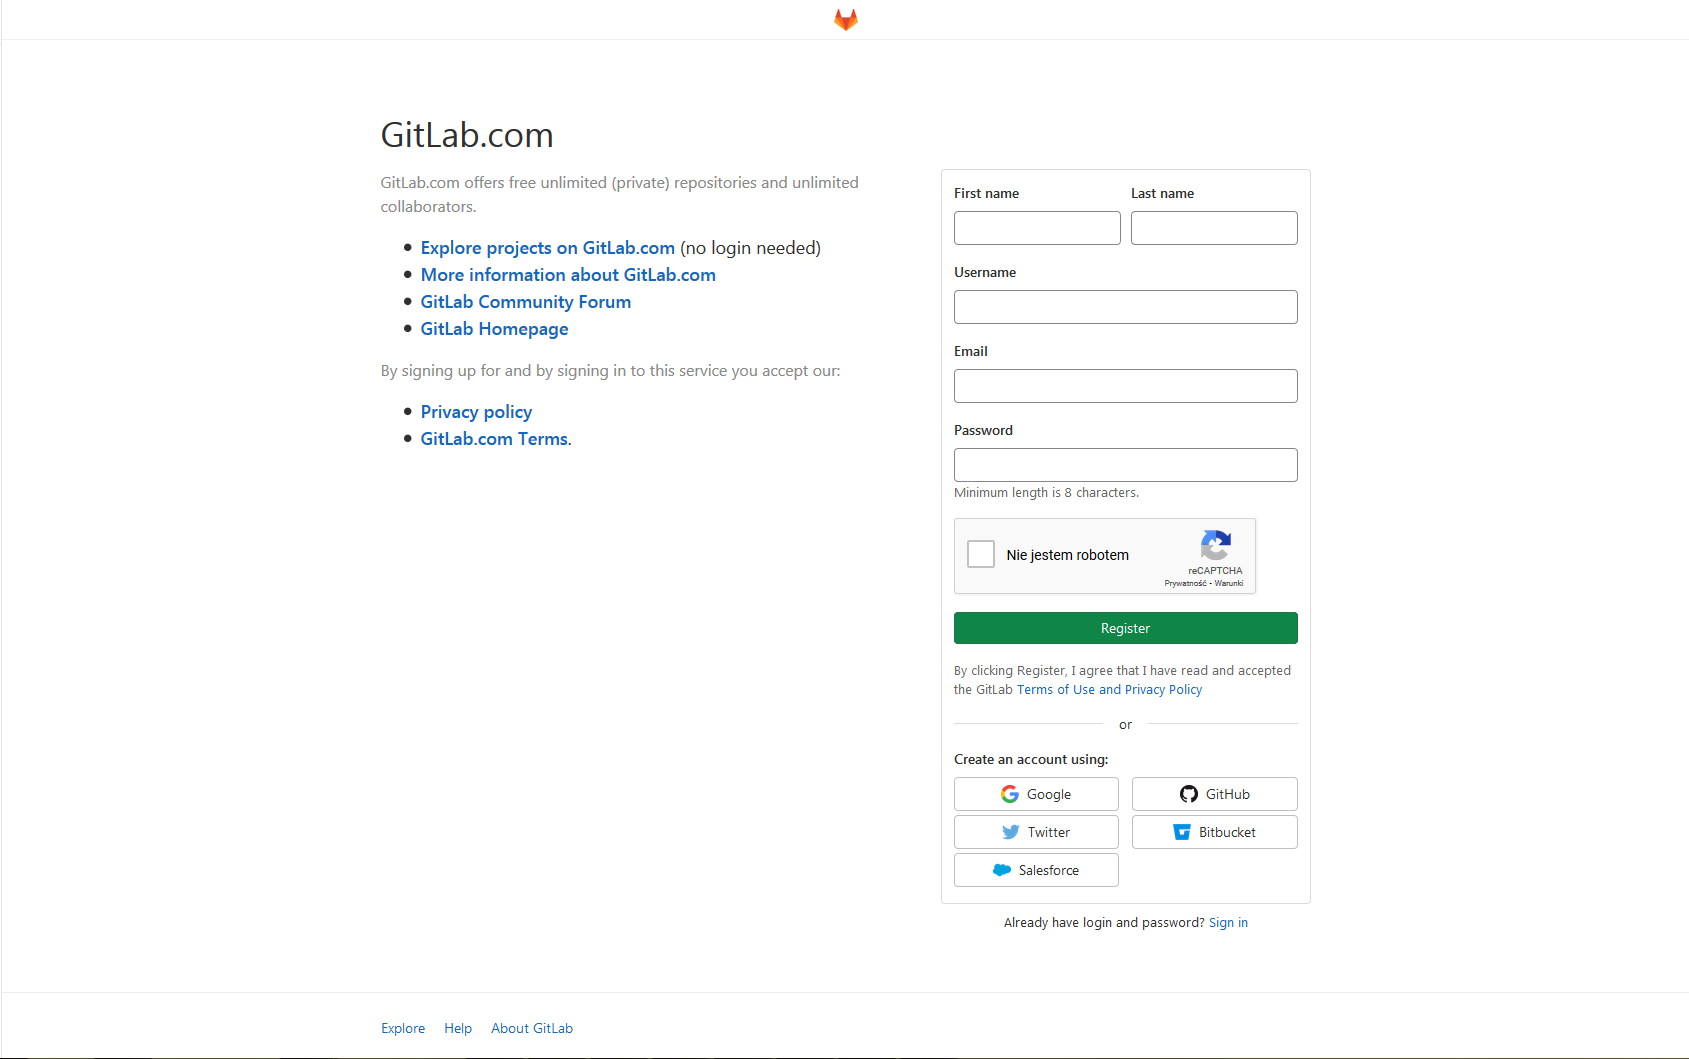 GitLab.com
GitLab.com offers free unlimited (private) repositories and unlimited
collaborators.
Explore projects on GitLab.com (no login needed)
More information about GitLab.com
GitLab Community Forum
GitLab Homepage
By signing up for and by signing in to this service you accept our:
Privacy policy
GitLab.com Terms.
First name
Last name
Username
Email
Password
Minimum length is 8 characters.
Nie jestem robotem
reCAPTCHA
Prywatność - Warunki
Register
By clicking Register, I agree that I have read and accepted
the GitLab Terms of Use and Privacy Policy
or
Create an account using:
Google
GitHub
Twitter
Bitbucket
Salesforce
Already have login and password? Sign in
Explore Help About GitLab